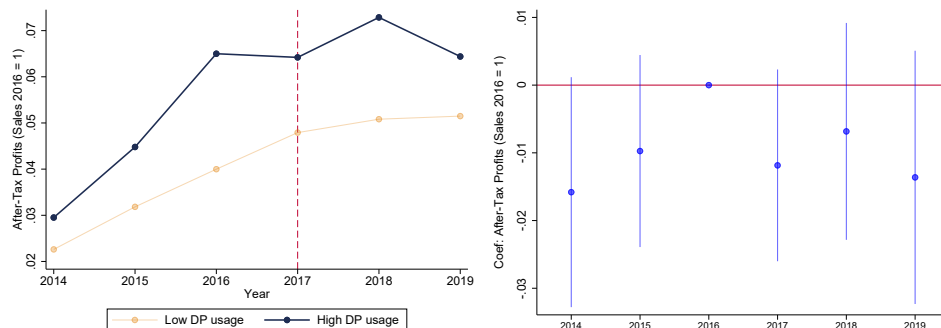 After-Tax Profits (Sales 2016 = 1)
.07
.06
.05
.04
.03
.02
2014 2015 2016 2017 2018 2019
Year
Low DP usage High DP usage
Coef: After-Tax Profits (Sales 2016 = 1)
.01
0
-.01
-.02
-.03
2014 2015 2016 2017 2018 2019